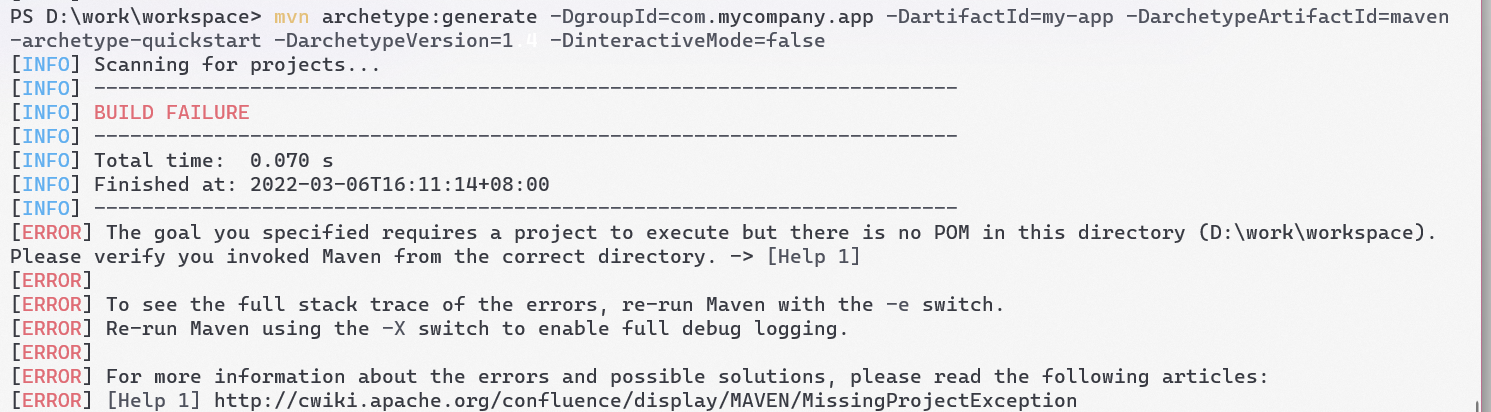 PS D:\work\workspace> mvn archetype:generate -DgroupId=com.mycompany.app -DartifactId=my-app -DarchetypeArtifactId=maven
-archetype-quickstart -DarchetypeVersion=1.4 -DinteractiveMode=false
[INFO] Scanning for projects...
[INFO] ------------------------------------------------------------------------
[INFO] BUILD FAILURE
[INFO] ------------------------------------------------------------------------
[INFO] Total time:  0.070 s
[INFO] Finished at: 2022-03-06T16:11:14+08:00
[INFO] ------------------------------------------------------------------------
[ERROR] The goal you specified requires a project to execute but there is no POM in this directory (D:\work\workspace).
Please verify you invoked Maven from the correct directory. -> [Help 1]
[ERROR]
[ERROR] To see the full stack trace of the errors, re-run Maven with the -e switch.
[ERROR] Re-run Maven using the -X switch to enable full debug logging.
[ERROR]
[ERROR] For more information about the errors and possible solutions, please read the following articles:
[ERROR] [Help 1] http://cwiki.apache.org/confluence/display/MAVEN/MissingProjectException